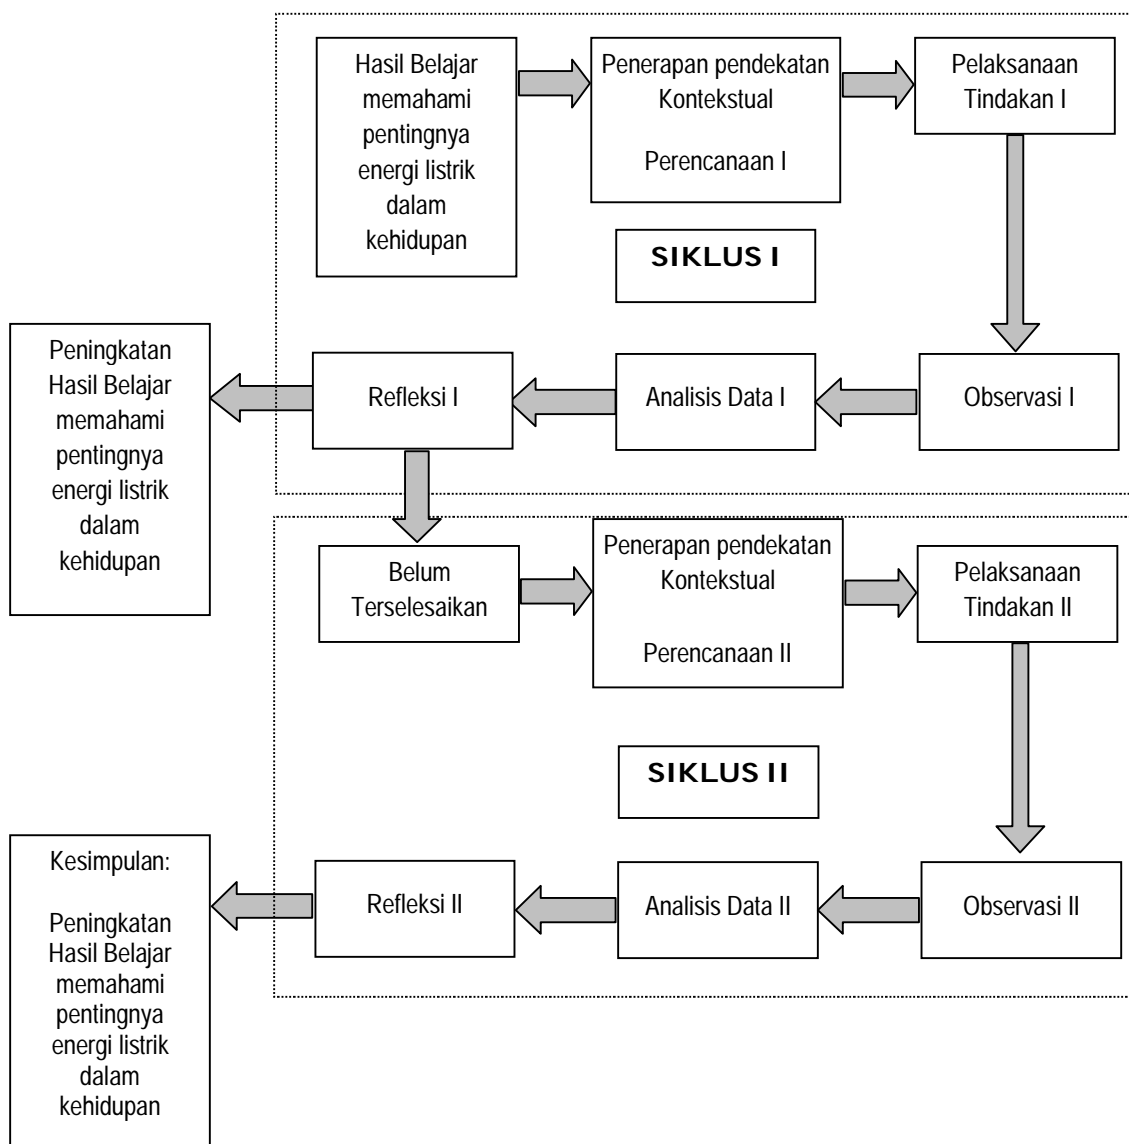 Hasil Belajar
memahami
pentingnya
energi listrik
dalam
kehidupan
Penerapan pendekatan
Kontekstual
Perencanaan I
Pelaksanaan
Tindakan I
SIKLUS I
Peningkatan
Hasil Belajar
memahami
pentingnya
energi listrik
dalam
kehidupan
Refleksi I
Analisis Data I
Observasi I
Belum
Terselesaikan
Penerapan pendekatan
Kontekstual
Perencanaan II
Pelaksanaan
Tindakan II
SIKLUS II
Kesimpulan:
Peningkatan
Hasil Belajar
memahami
pentingnya
energi listrik
dalam
kehidupan
Refleksi II
Analisis Data II
Observasi II